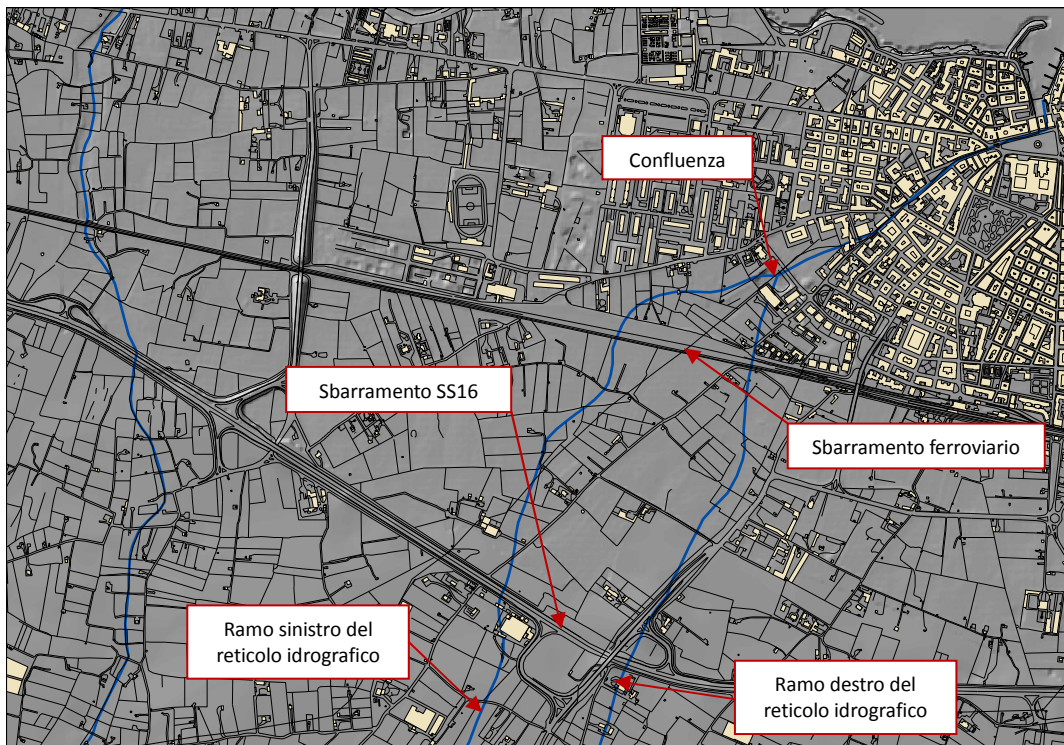 Confluenza
Sbarramento SS16
Sbarramento ferroviario
Ramo sinistro del
reticolo idrografico
Ramo destro del
reticolo idrografico